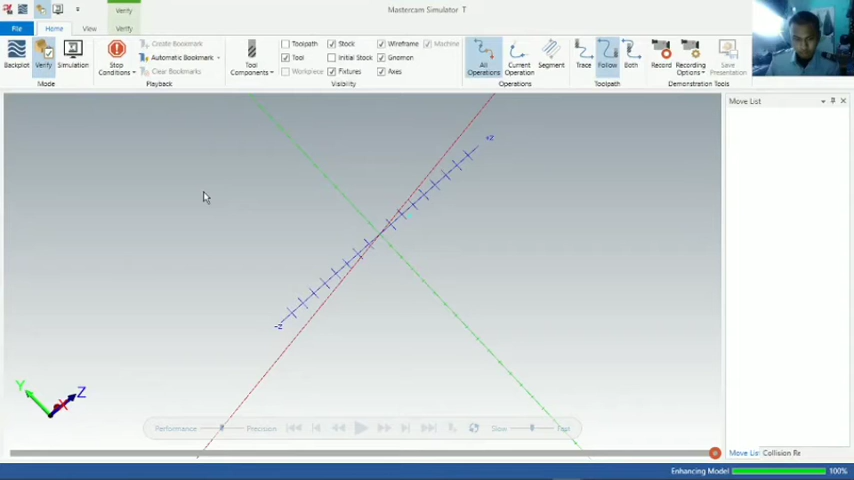 Verify
Mastercam Simulator T
File Home View Verify
Backplot Verify Simulation
Mode
Stop Conditions
Create Bookmark
Automatic Bookmark
Clear Bookmarks
Playback
Tool Components
Toolpath Stock Wireframe Machine
Tool Initial Stock Gnomon
Workpiece Fixtures Axes
Visibility
All Operations Current Operation Segment
Operations
Trace Follow Both
Toolpath
Record Recording Options Save Presentation
Demonstration Tools
Move List
+Z
-Z
Y X Z
Performance Precision Slow Fast
Move List Collision Re
Enhancing Model 100%